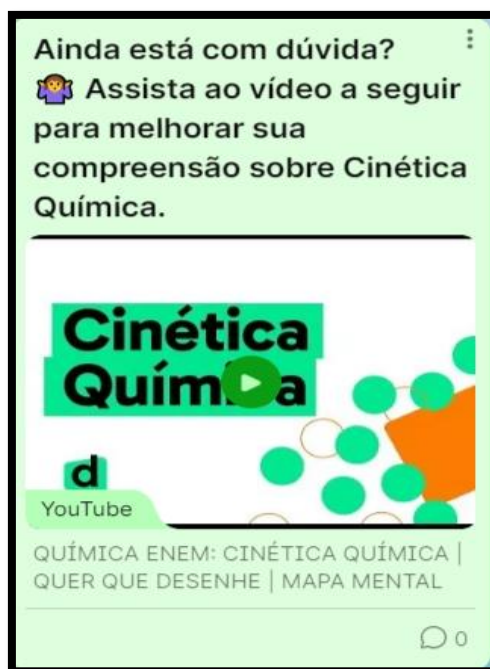 Ainda está com dúvida?
🤷🏽‍♀️ Assista ao vídeo a seguir
para melhorar sua
compreensão sobre Cinética
Química.
Cinética
Química
d
YouTube
QUÍMICA ENEM: CINÉTICA QUÍMICA |
QUER QUE DESENHE | MAPA MENTAL
0